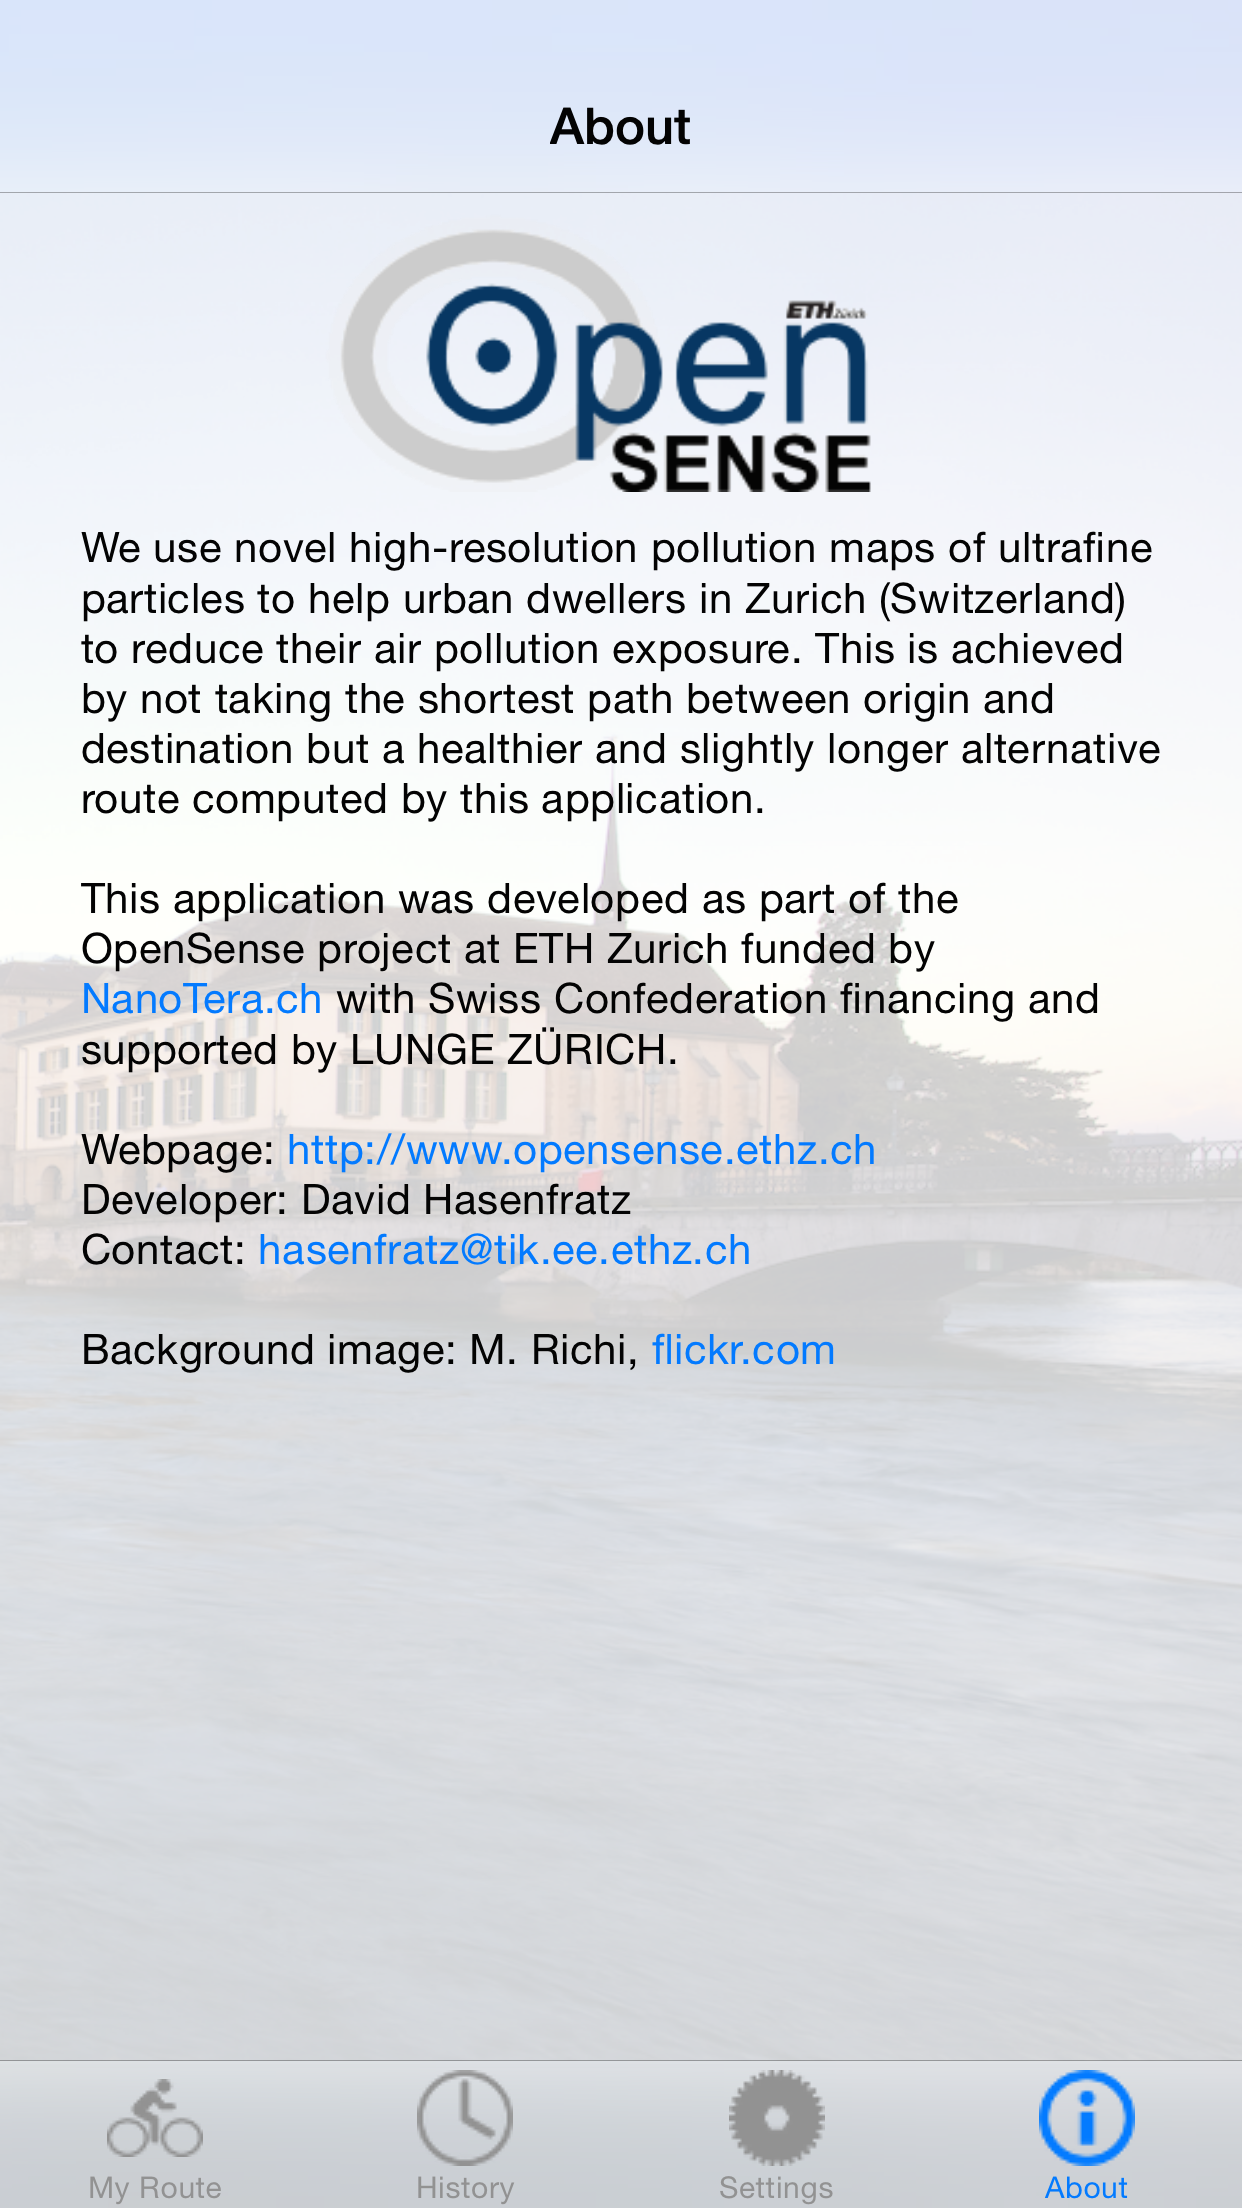 About
Open
ETH Zürich
SENSE
We use novel high-resolution pollution maps of ultrafine
particles to help urban dwellers in Zurich (Switzerland)
to reduce their air pollution exposure. This is achieved
by not taking the shortest path between origin and
destination but a healthier and slightly longer alternative
route computed by this application.
This application was developed as part of the
OpenSense project at ETH Zurich funded by
NanoTera.ch with Swiss Confederation financing and
supported by LUNGE ZÜRICH.
Webpage: http://www.opensense.ethz.ch
Developer: David Hasenfratz
Contact: hasenfratz@tik.ee.ethz.ch
Background image: M. Richi, flickr.com
My Route
History
Settings
About